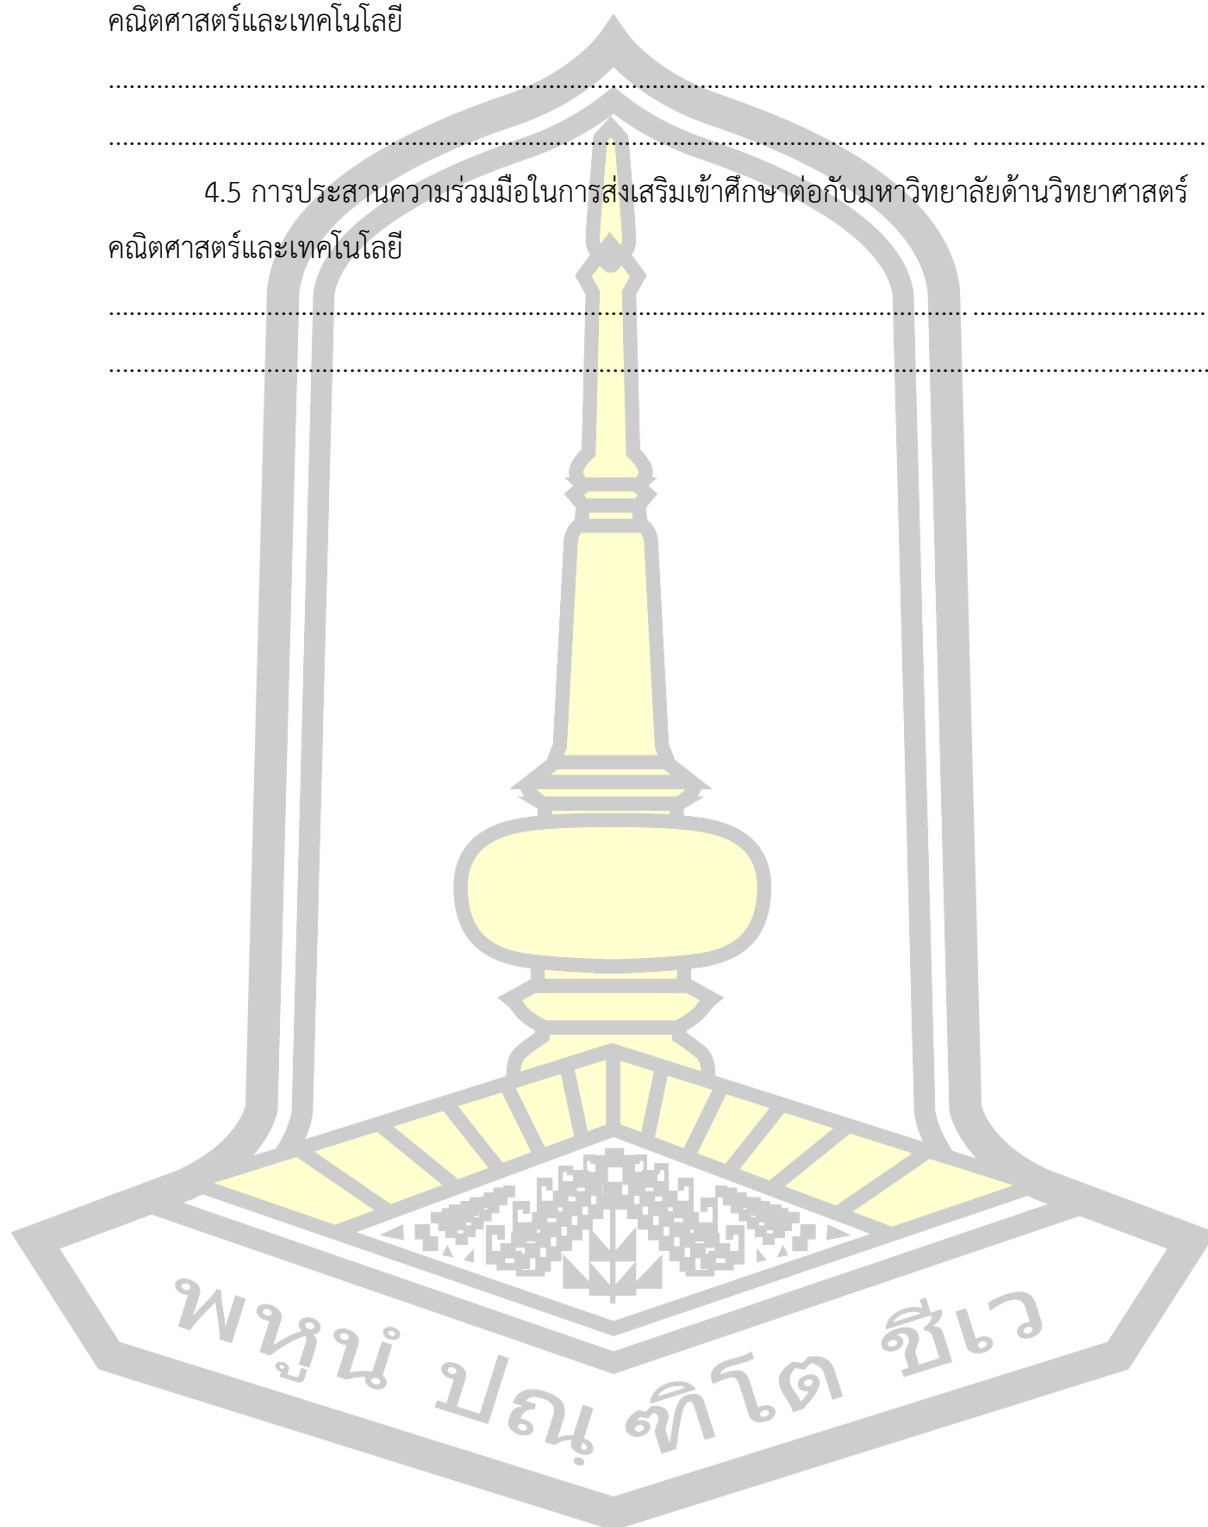 คณิตศาสตร์และเทคโนโลยี
........................................................................................................................ ........................................
............................................................................................................................. ...................................
4.5 การประสานความร่วมมือในการส่งเสริมเข้าศึกษาต่อกับมหาวิทยาลัยด้านวิทยาศาสตร์
คณิตศาสตร์และเทคโนโลยี
............................................................................................................................. ...................................
................................................................................................................................................................
พหูนํ ปณฺฑิโต ชีเว